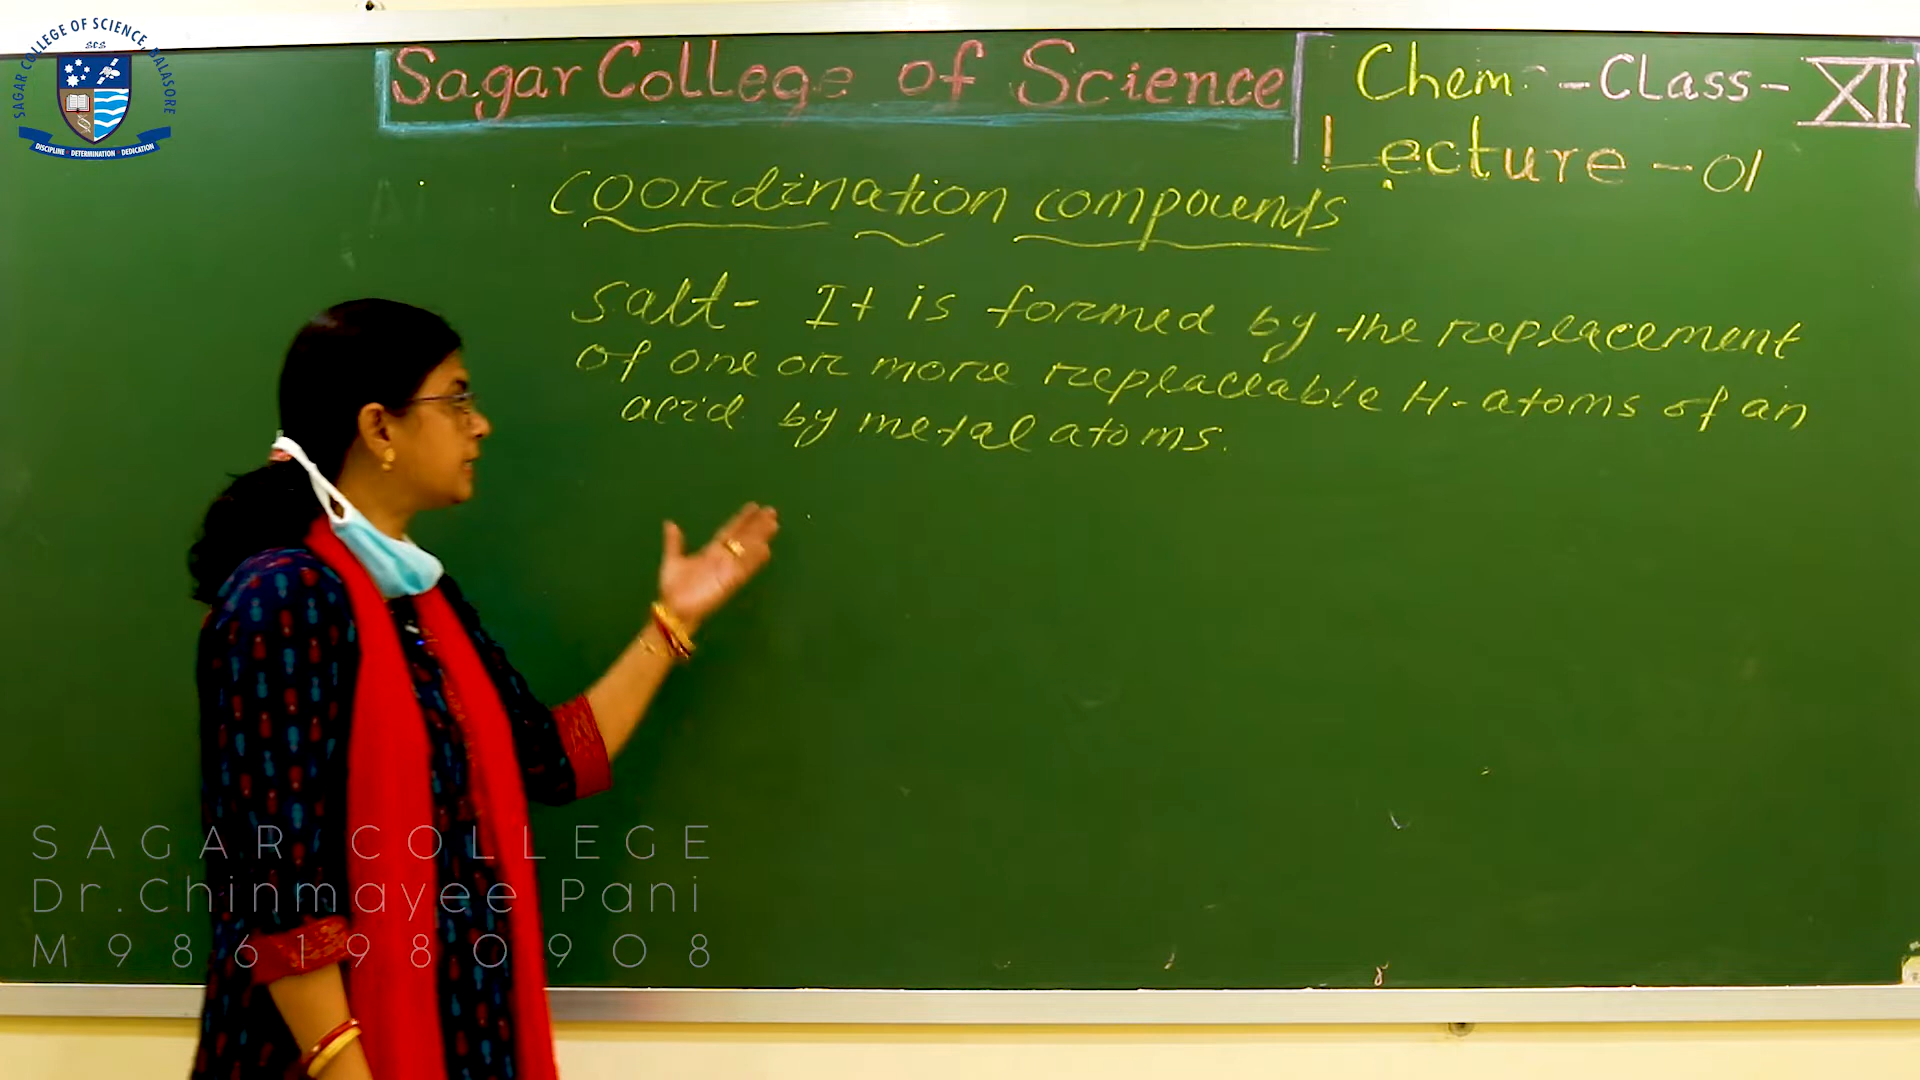 SAGAR COLLEGE OF SCIENCE, BALASORE
SCS
DISCIPLINE DETERMINATION DEDICATION
Sagar College of Science
Chem - Class - XII
Lecture - 01
Coordination compounds
Salt - It is formed by the replacement
of one or more replaceable H-atoms of an
acid by metal atoms.
SAGAR COLLEGE
Dr.Chinmayee Pani
M 9861980908